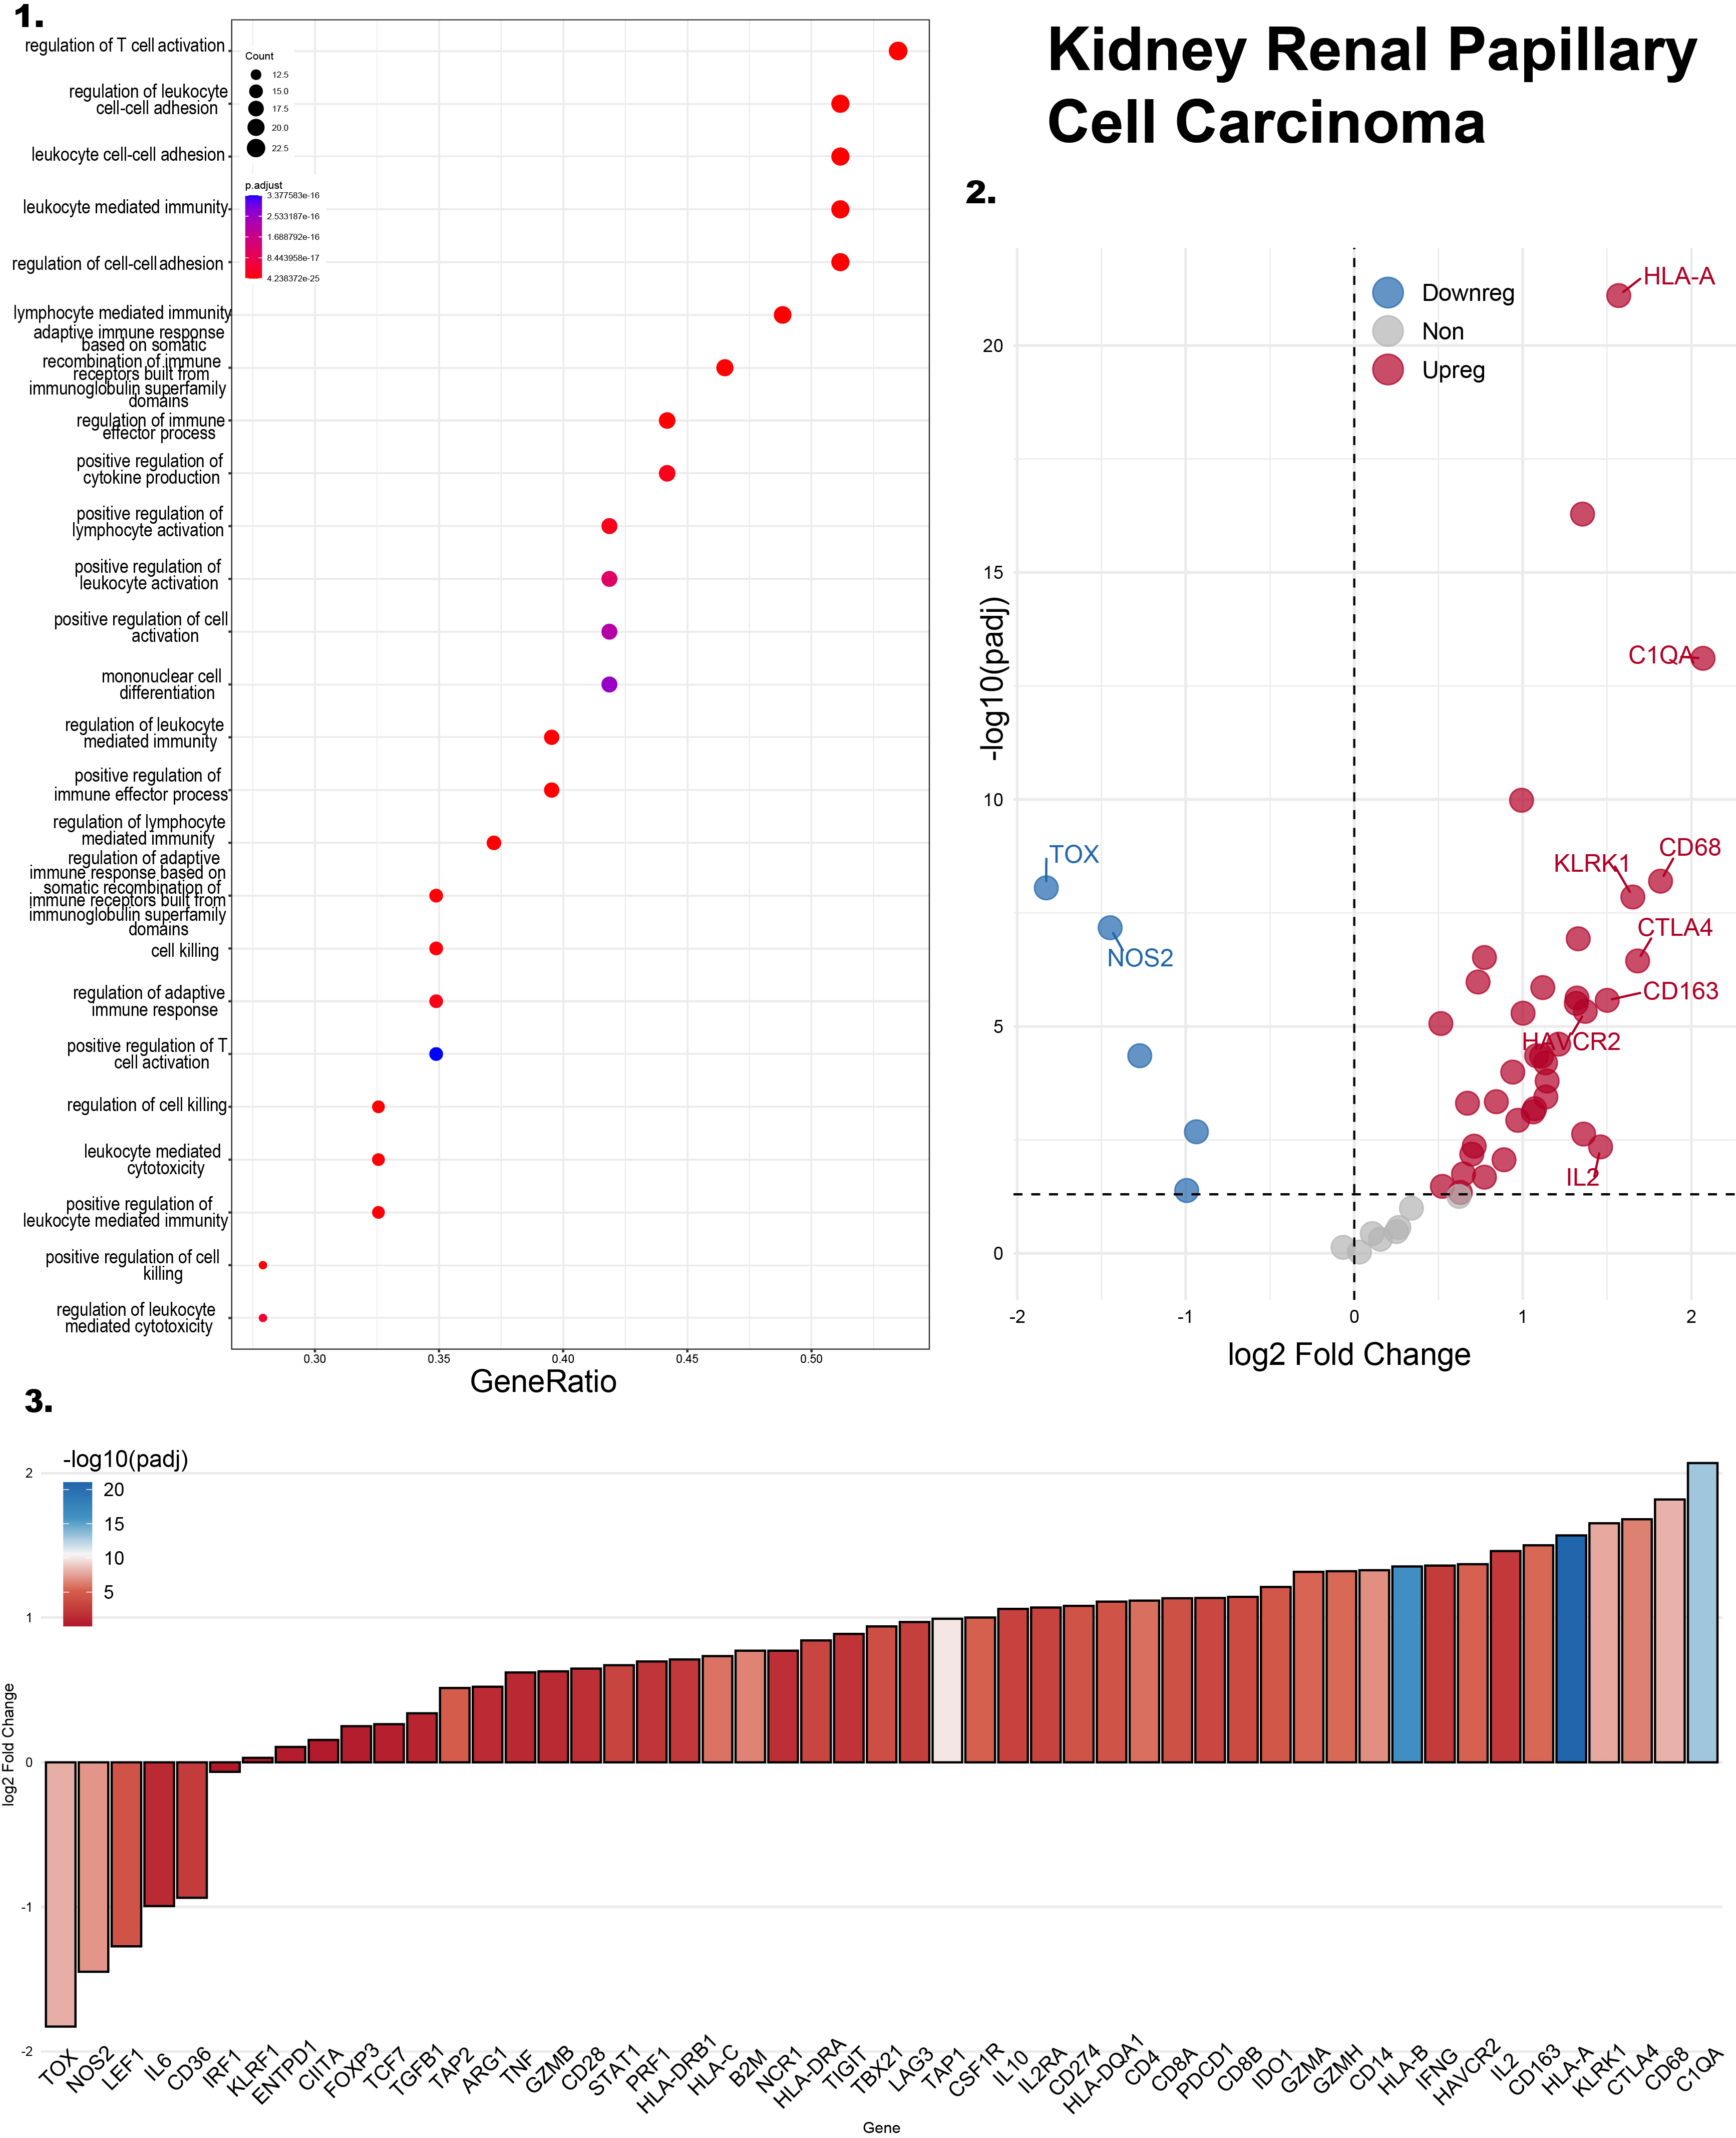 1.
regulation of T cell activation
regulation of leukocyte
cell-cell adhesion
leukocyte cell-cell adhesion
leukocyte mediated immunity
regulation of cell-cell adhesion
lymphocyte mediated immunity
adaptive immune response
based on somatic
recombination of immune
receptors built from
immunoglobulin superfamily
domains
regulation of immune
effector process
positive regulation of
cytokine production
positive regulation of
lymphocyte activation
positive regulation of
leukocyte activation
positive regulation of cell
activation
mononuclear cell
differentiation
regulation of leukocyte
mediated immunity
positive regulation of
immune effector process
regulation of lymphocyte
mediated immunity
regulation of adaptive
immune response based on
somatic recombination of
immune receptors built from
immunoglobulin superfamily
domains
cell killing
regulation of adaptive
immune response
positive regulation of T
cell activation
regulation of cell killing
leukocyte mediated
cytotoxicity
positive regulation of
leukocyte mediated immunity
positive regulation of cell
killing
regulation of leukocyte
mediated cytotoxicity
Count
12.5
15.0
17.5
20.0
22.5
p.adjust
3.377583e-16
2.533187e-16
1.688792e-16
8.443958e-17
4.238372e-25
0.30 0.35 0.40 0.45 0.50
GeneRatio
Kidney Renal Papillary
Cell Carcinoma
2.
Downreg
Non
Upreg
HLA-A
C1QA
CD68
KLRK1
TOX
CTLA4
NOS2
CD163
HAVCR2
IL2
20
15
10
5
0
-log10(padj)
-2 -1 0 1 2
log2 Fold Change
3.
-log10(padj)
20
15
10
5
2
1
0
-1
-2
log2 Fold Change
TOX NOS2 LEF1 IL6 CD36 IRF1 KLRF1 ENTPD1 CIITA FOXP3 TCF7 TGFB1 TAP2 ARG1 TNF GZMB CD28 STAT1 PRF1 HLA-DRB1 HLA-C B2M NCR1 HLA-DRA TIGIT TBX21 LAG3 TAP1 CSF1R IL10 IL2RA CD274 HLA-DQA1 CD4 CD8A PDCD1 CD8B IDO1 GZMA GZMH CD14 HLA-B IFNG HAVCR2 IL2 CD163 HLA-A KLRK1 CTLA4 CD68 C1QA
Gene